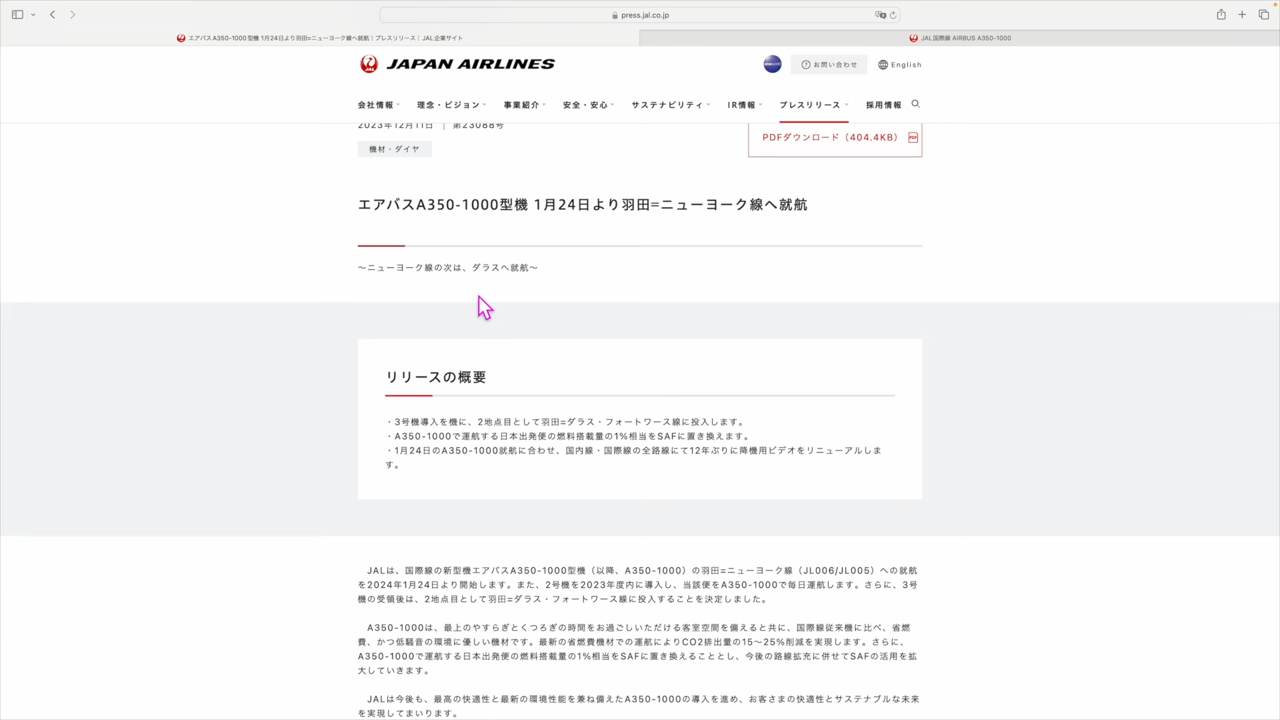 press.jal.co.jp
エアバスA350-1000型機 1月24日より羽田=ニューヨーク線へ就航｜プレスリリース｜JAL企業サイト
JAL国際線 AIRBUS A350-1000
JAPAN AIRLINES
お問い合わせ
English
会社情報 理念・ビジョン 事業紹介 安全・安心 サステナビリティ IR情報 プレスリリース 採用情報
2023年12月11日 ｜ 第23088号
PDFダウンロード（404.4KB）
機材・ダイヤ
エアバスA350-1000型機 1月24日より羽田=ニューヨーク線へ就航
～ニューヨーク線の次は、ダラスへ就航～
リリースの概要
・3号機導入を機に、2地点目として羽田=ダラス・フォートワース線に投入します。
・A350-1000で運航する日本出発便の燃料搭載量の1%相当をSAFに置き換えます。
・1月24日のA350-1000就航に合わせ、国内線・国際線の全路線にて12年ぶりに降機用ビデオをリニューアルしま
す。
JALは、国際線の新型機エアバスA350-1000型機（以降、A350-1000）の羽田=ニューヨーク線（JL006/JL005）への就航
を2024年1月24日より開始します。また、2号機を2023年度内に導入し、当該便をA350-1000で毎日運航します。さらに、3号
機の受領後は、2地点目として羽田=ダラス・フォートワース線に投入することを決定しました。
A350-1000は、最上のやすらぎとくつろぎの時間をお過ごしいただける客室空間を備えると共に、国際線従来機に比べ、省燃
費、かつ低騒音の環境に優しい機材です。最新の省燃費機材での運航によりCO2排出量の15～25%削減を実現します。さらに、
A350-1000で運航する日本出発便の燃料搭載量の1%相当をSAFに置き換えることとし、今後の路線拡充に併せてSAFの活用を拡
大していきます。
JALは今後も、最高の快適性と最新の環境性能を兼ね備えたA350-1000の導入を進め、お客さまの快適性とサステナブルな未来
を実現してまいります。